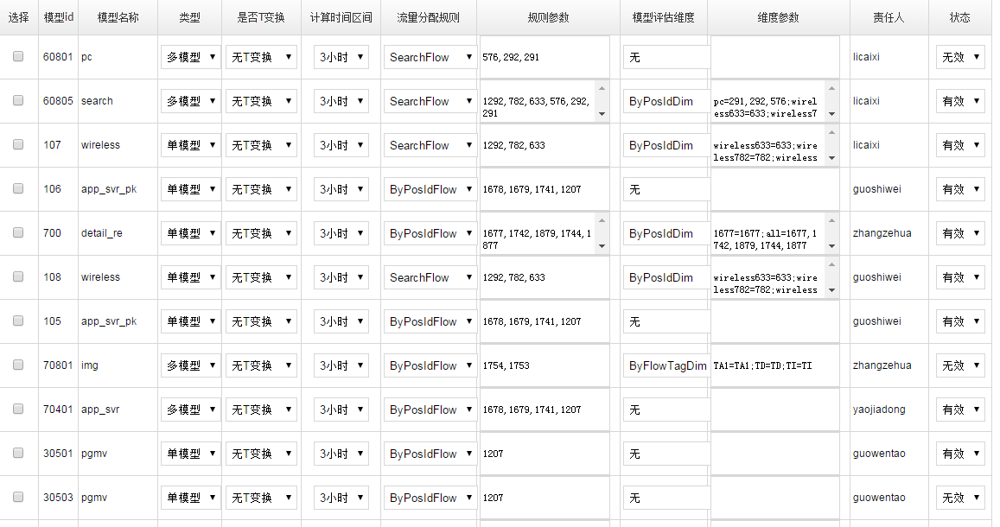 选择 模型id 模型名称 类型 是否T变换 计算时间区间 流量分配规则 规则参数 模型评估维度 维度参数 责任人 状态
60801 pc 多模型 无T变换 3小时 SearchFlow 576,292,291 无 licaixi 无效
60805 search 多模型 无T变换 3小时 SearchFlow 1292,782,633,576,292,
291 ByPosIdDim pc=291,292,576;wirel
ess633=633;wireless7 licaixi 有效
107 wireless 单模型 无T变换 3小时 SearchFlow 1292,782,633 ByPosIdDim wireless633=633;wire
less782=782;wireless licaixi 有效
106 app_svr_pk 单模型 无T变换 3小时 ByPosIdFlow 1678,1679,1741,1207 无 guoshiwei 有效
700 detail_re 单模型 无T变换 3小时 ByPosIdFlow 1677,1742,1879,1744,1
877 ByPosIdDim 1677=1677;all=1677,1
742,1879,1744,1877 zhangzehua 有效
108 wireless 单模型 无T变换 3小时 SearchFlow 1292,782,633 ByPosIdDim wireless633=633;wire
less782=782;wireless guoshiwei 有效
105 app_svr_pk 单模型 无T变换 3小时 ByPosIdFlow 1678,1679,1741,1207 无 guoshiwei 有效
70801 img 多模型 无T变换 3小时 ByPosIdFlow 1754,1753 ByFlowTagDim TA1=TA1;TD=TD;TI=TI zhangzehua 无效
70401 app_svr 多模型 无T变换 3小时 ByPosIdFlow 1678,1679,1741,1207 无 yaojiadong 有效
30501 pgmv 单模型 无T变换 3小时 ByPosIdFlow 1207 无 guowentao 有效
30503 pgmv 单模型 无T变换 3小时 ByPosIdFlow 1207 无 guowentao 无效